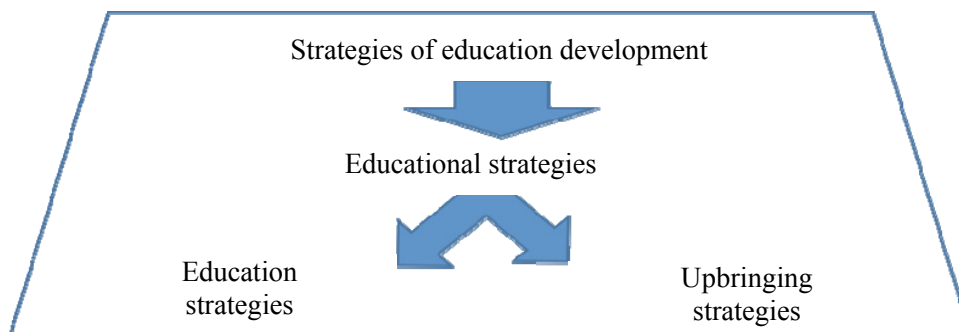 Strategies of education development
Educational strategies
Education
strategies
Upbringing
strategies